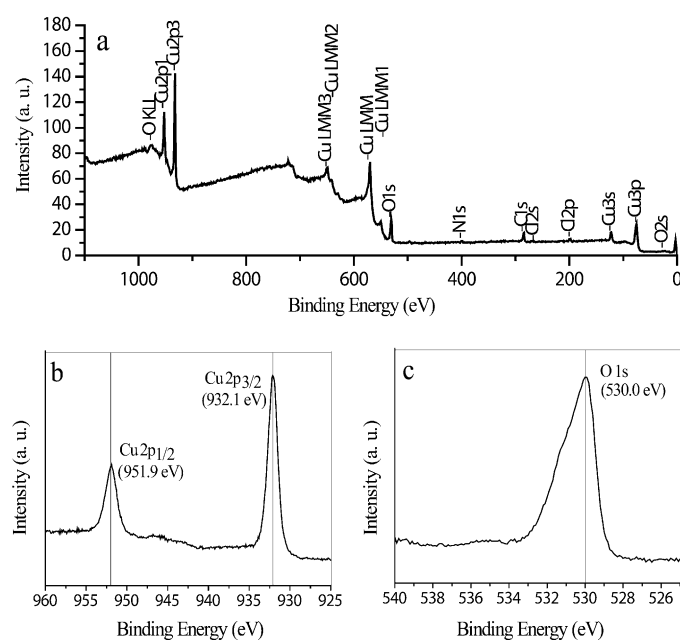 a
Intensity (a. u.)
180
160
140
120
100
80
60
40
20
0
O KLL
Cu2p1
Cu2p3
Cu LMM3
Cu LMM2
Cu LMM
Cu LMM1
O1s
N1s
C1s
Cl2s
Cl2p
Cu3s
Cu3p
O2s
1000 800 600 400 200 0
Binding Energy (eV)
b
Intensity (a. u.)
Cu2p3/2
(932.1 eV)
Cu2p1/2
(951.9 eV)
960 955 950 945 940 935 930 925
Binding Energy (eV)
c
Intensity (a. u.)
O 1s
(530.0 eV)
540 538 536 534 532 530 528 526
Binding Energy (eV)